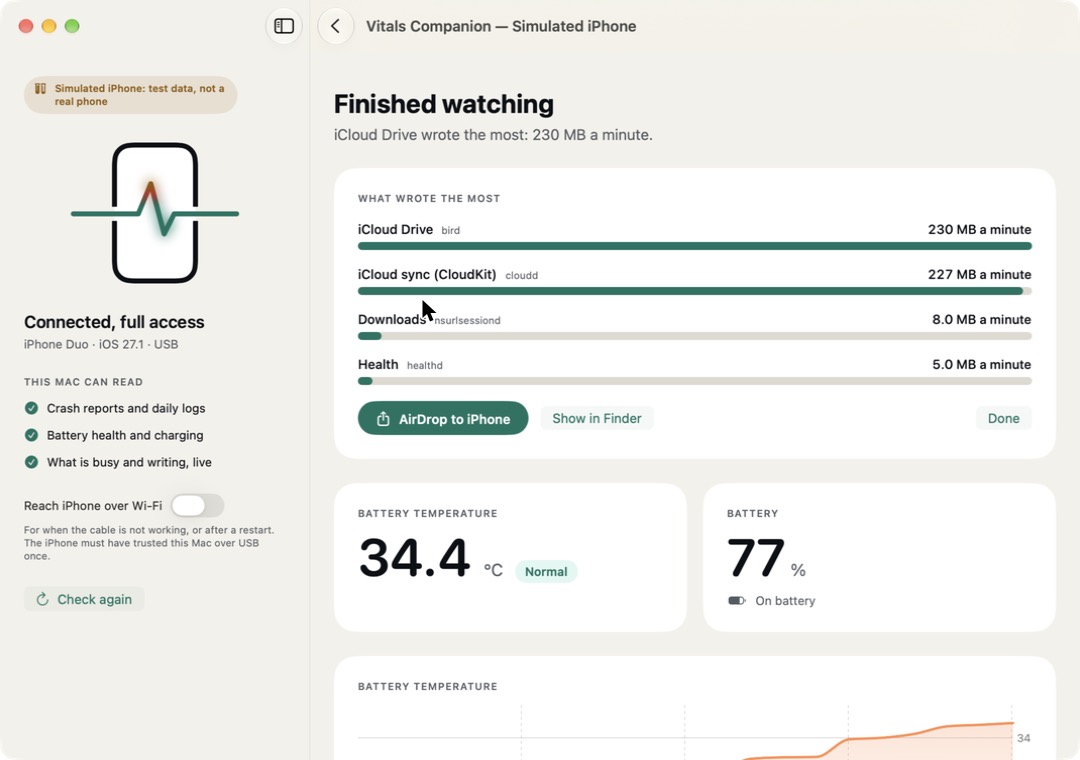 Vitals Companion — Simulated iPhone
Simulated iPhone: test data, not a
real phone
Connected, full access
iPhone Duo · iOS 27.1 · USB
THIS MAC CAN READ
Crash reports and daily logs
Battery health and charging
What is busy and writing, live
Reach iPhone over Wi-Fi
For when the cable is not working, or after a restart.
The iPhone must have trusted this Mac over USB
once.
Check again
Finished watching
iCloud Drive wrote the most: 230 MB a minute.
WHAT WROTE THE MOST
iCloud Drive bird 230 MB a minute
iCloud sync (CloudKit) cloudd 227 MB a minute
Downloads nsurlsessiond 8.0 MB a minute
Health healthd 5.0 MB a minute
AirDrop to iPhone Show in Finder Done
BATTERY TEMPERATURE
34.4 °C Normal
BATTERY
77 %
On battery
BATTERY TEMPERATURE
34